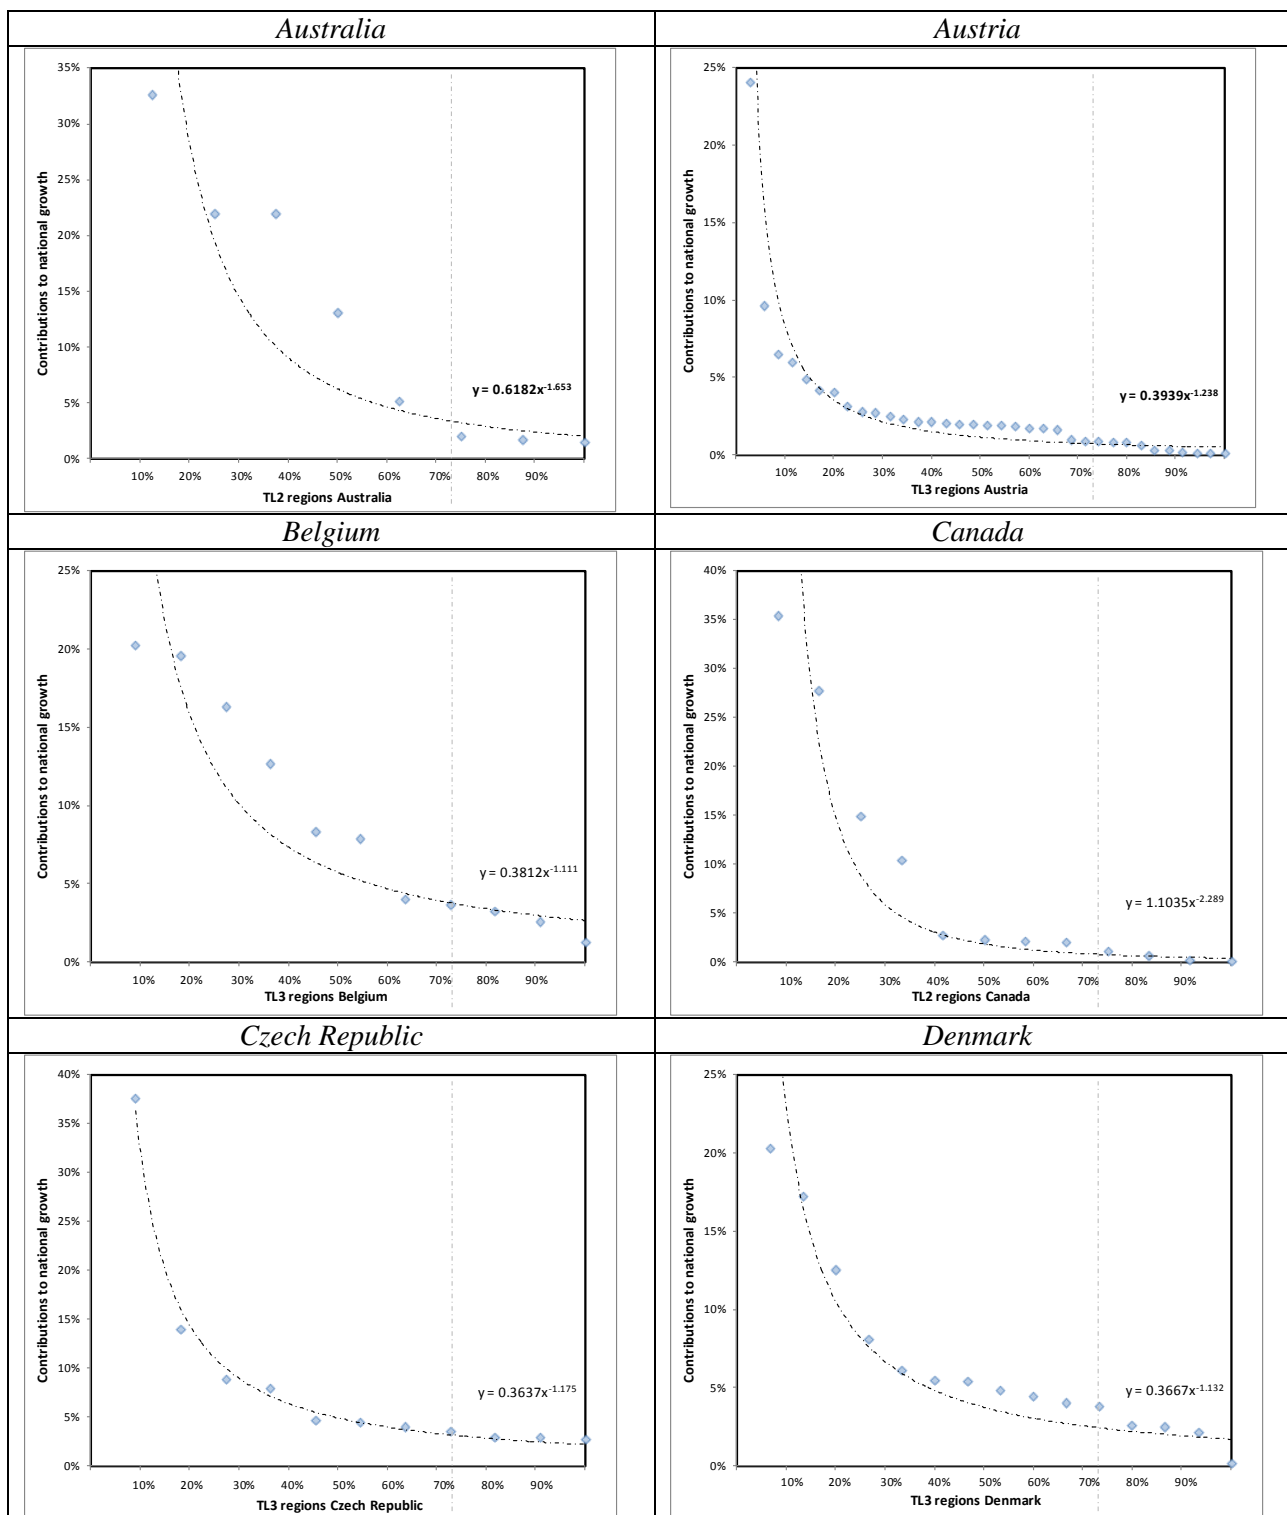 Australia
Austria
35%
30%
25%
20%
15%
10%
5%
0%
Contributions to national growth
y = 0.6182x^-1.653
10% 20% 30% 40% 50% 60% 70% 80% 90%
TL2 regions Australia
25%
20%
15%
10%
5%
0%
Contributions to national growth
y = 0.3939x^-1.238
10% 20% 30% 40% 50% 60% 70% 80% 90%
TL3 regions Austria
Belgium
Canada
25%
20%
15%
10%
5%
0%
Contributions to national growth
y = 0.3812x^-1.111
10% 20% 30% 40% 50% 60% 70% 80% 90%
TL3 regions Belgium
40%
35%
30%
25%
20%
15%
10%
5%
0%
Contributions to national growth
y = 1.1035x^-2.289
10% 20% 30% 40% 50% 60% 70% 80% 90%
TL2 regions Canada
Czech Republic
Denmark
40%
35%
30%
25%
20%
15%
10%
5%
0%
Contributions to national growth
y = 0.3637x^-1.175
10% 20% 30% 40% 50% 60% 70% 80% 90%
TL3 regions Czech Republic
25%
20%
15%
10%
5%
0%
Contributions to national growth
y = 0.3667x^-1.132
10% 20% 30% 40% 50% 60% 70% 80% 90%
TL3 regions Denmark